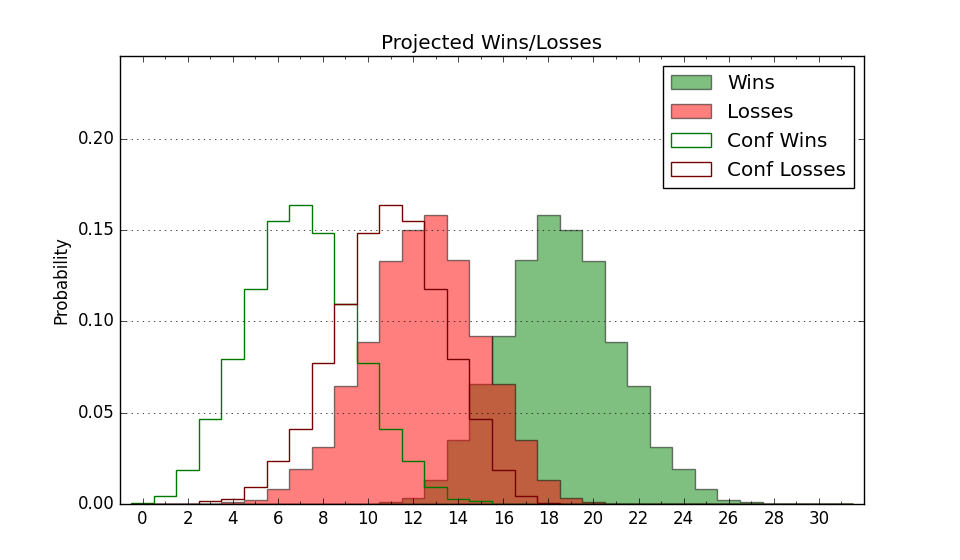 Projected Wins/Losses
Wins
Losses
Conf Wins
Conf Losses
Probability
0.20
0.15
0.10
0.05
0.00
0 2 4 6 8 10 12 14 16 18 20 22 24 26 28 30